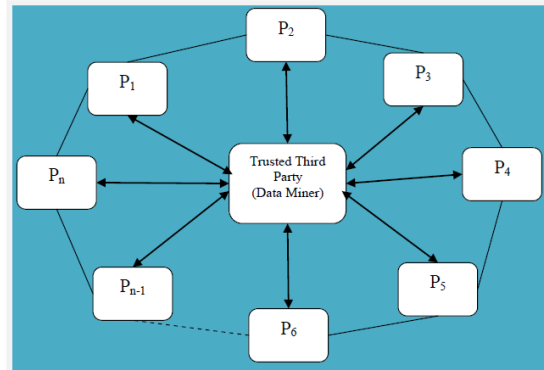 P2
P1
P3
Trusted Third
Party
(Data Miner)
Pn
P4
Pn-1
P5
P6